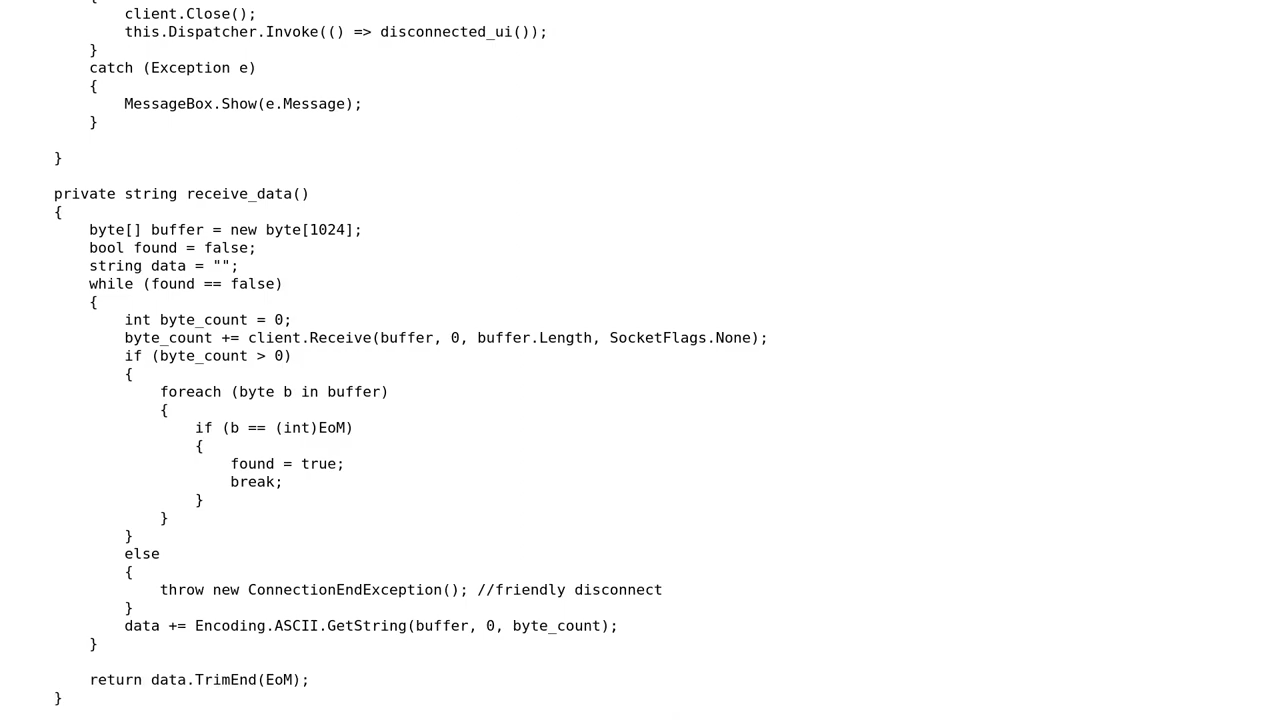 {
client.Close();
this.Dispatcher.Invoke(() => disconnected_ui());
}
catch (Exception e)
{
MessageBox.Show(e.Message);
}
}
private string receive_data()
{
byte[] buffer = new byte[1024];
bool found = false;
string data = "";
while (found == false)
{
int byte_count = 0;
byte_count += client.Receive(buffer, 0, buffer.Length, SocketFlags.None);
if (byte_count > 0)
{
foreach (byte b in buffer)
{
if (b == (int)EoM)
{
found = true;
break;
}
}
}
else
{
throw new ConnectionEndException(); //friendly disconnect
}
data += Encoding.ASCII.GetString(buffer, 0, byte_count);
}
return data.TrimEnd(EoM);
}